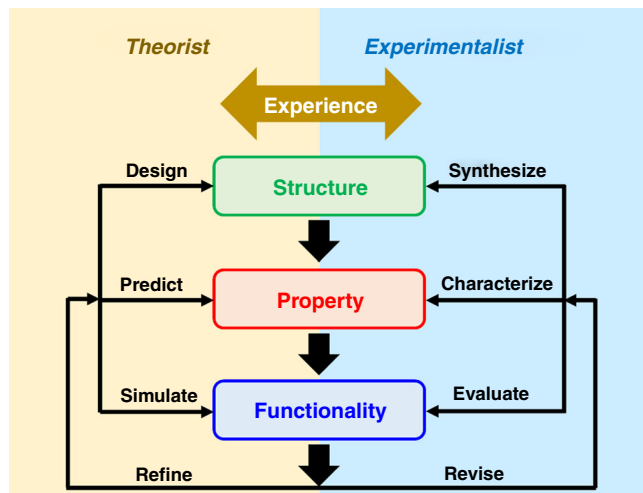 Theorist
Experimentalist
Experience
Design
Structure
Synthesize
Predict
Property
Characterize
Simulate
Functionality
Evaluate
Refine
Revise